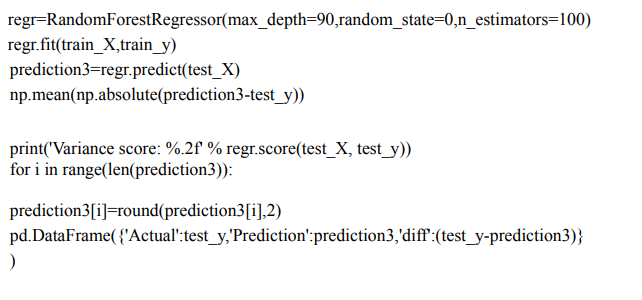 regr=RandomForestRegressor(max_depth=90,random_state=0,n_estimators=100)
regr.fit(train_X,train_y)
prediction3=regr.predict(test_X)
np.mean(np.absolute(prediction3-test_y))
print('Variance score: %.2f' % regr.score(test_X, test_y))
for i in range(len(prediction3)):
prediction3[i]=round(prediction3[i],2)
pd.DataFrame({'Actual':test_y,'Prediction':prediction3,'diff':(test_y-prediction3)}
)